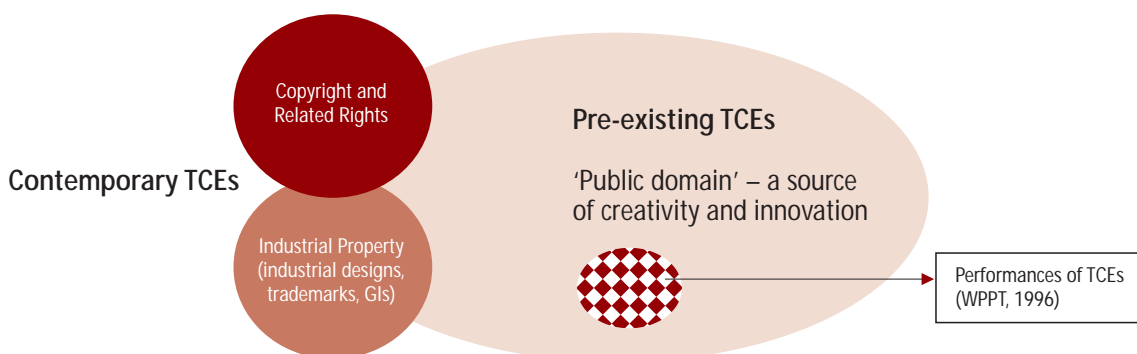 Contemporary TCEs
Copyright and
Related Rights
Industrial Property
(industrial designs,
trademarks, GIs)
Pre-existing TCEs
‘Public domain’ – a source
of creativity and innovation
Performances of TCEs
(WPPT, 1996)